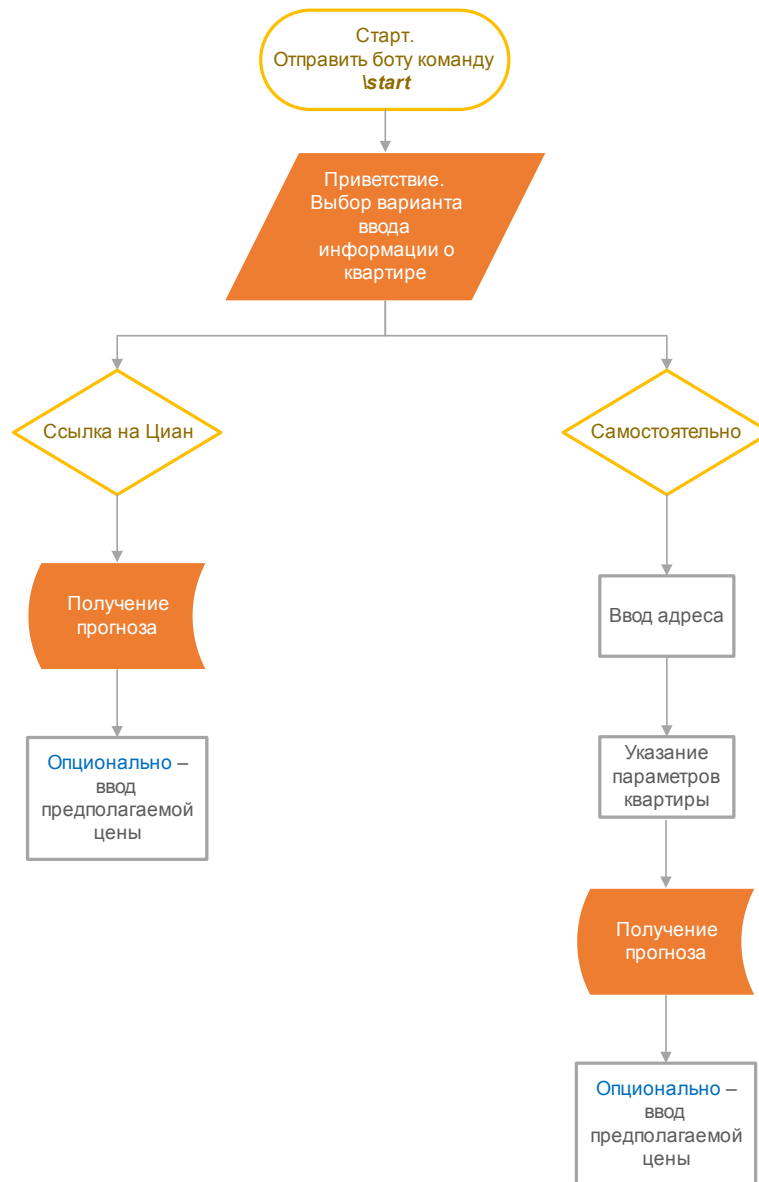 Старт.
Отправить боту команду
\start
Приветствие.
Выбор варианта
ввода
информации о
квартире
Ссылка на Циан
Самостоятельно
Получение
прогноза
Ввод адреса
Опционально –
ввод
предполагаемой
цены
Указание
параметров
квартиры
Получение
прогноза
Опционально –
ввод
предполагаемой
цены